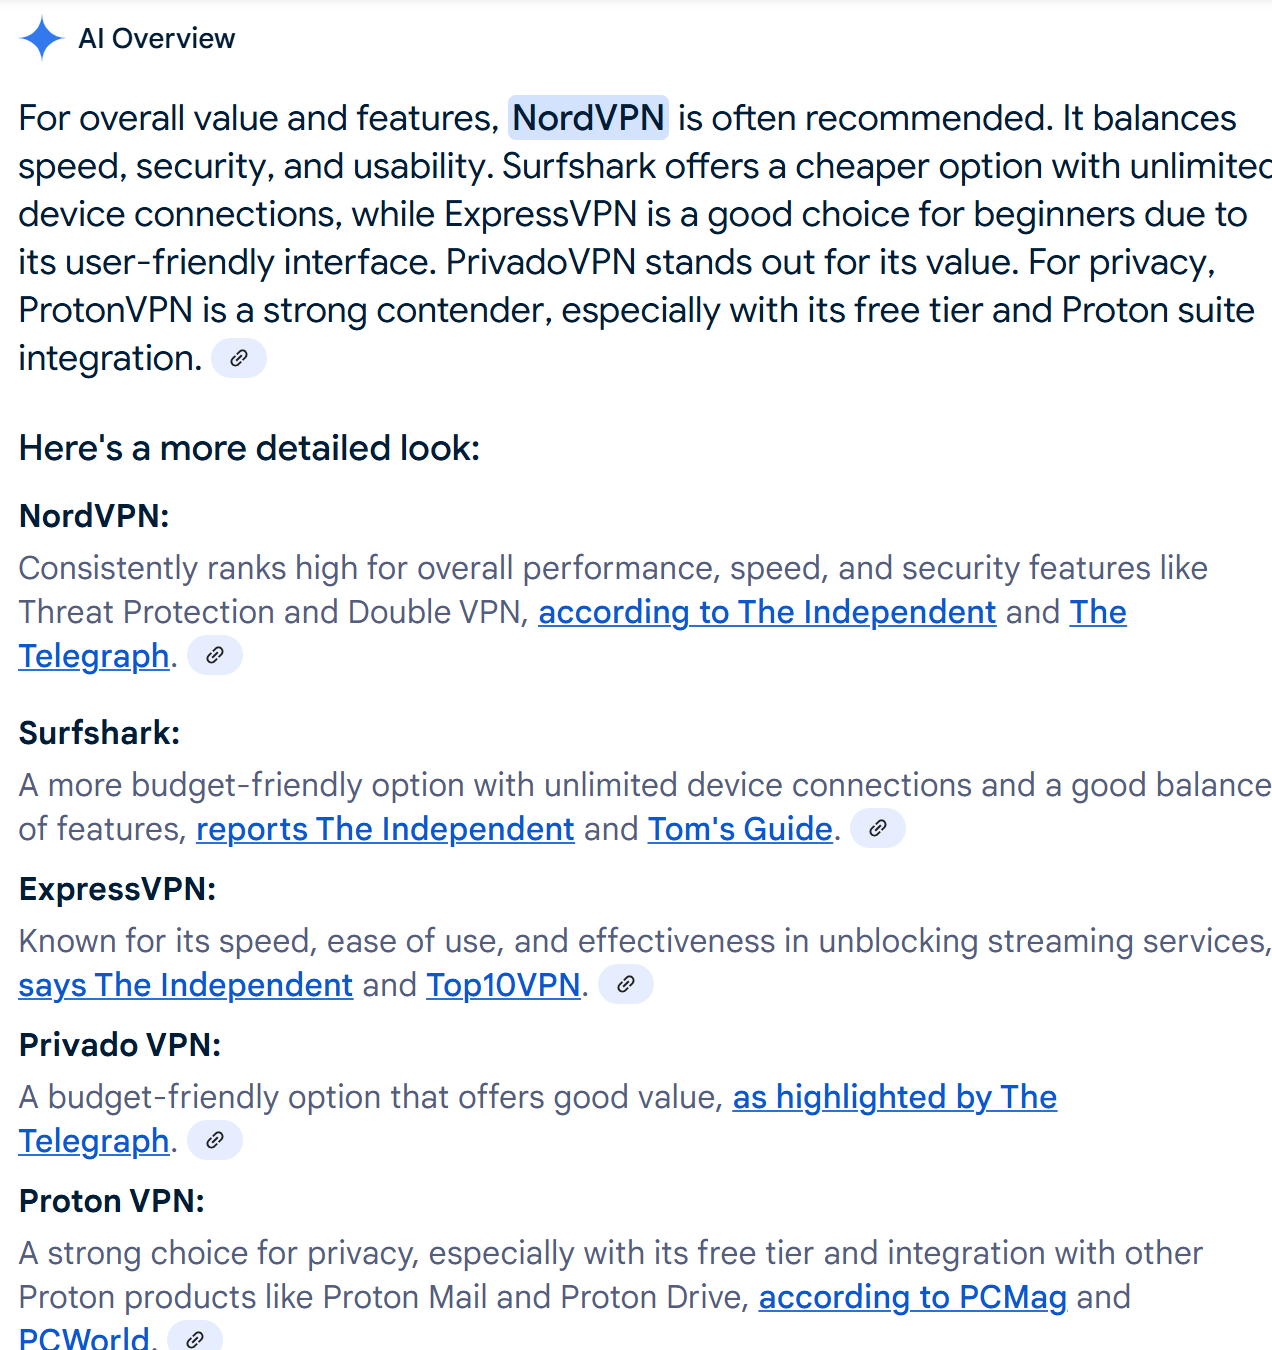 AI Overview
For overall value and features, NordVPN is often recommended. It balances
speed, security, and usability. Surfshark offers a cheaper option with unlimited
device connections, while ExpressVPN is a good choice for beginners due to
its user-friendly interface. PrivadoVPN stands out for its value. For privacy,
ProtonVPN is a strong contender, especially with its free tier and Proton suite
integration.
Here's a more detailed look:
NordVPN:
Consistently ranks high for overall performance, speed, and security features like
Threat Protection and Double VPN, according to The Independent and The
Telegraph.
Surfshark:
A more budget-friendly option with unlimited device connections and a good balance
of features, reports The Independent and Tom's Guide.
ExpressVPN:
Known for its speed, ease of use, and effectiveness in unblocking streaming services,
says The Independent and Top10VPN.
Privado VPN:
A budget-friendly option that offers good value, as highlighted by The
Telegraph.
Proton VPN:
A strong choice for privacy, especially with its free tier and integration with other
Proton products like Proton Mail and Proton Drive, according to PCMag and
PCWorld.